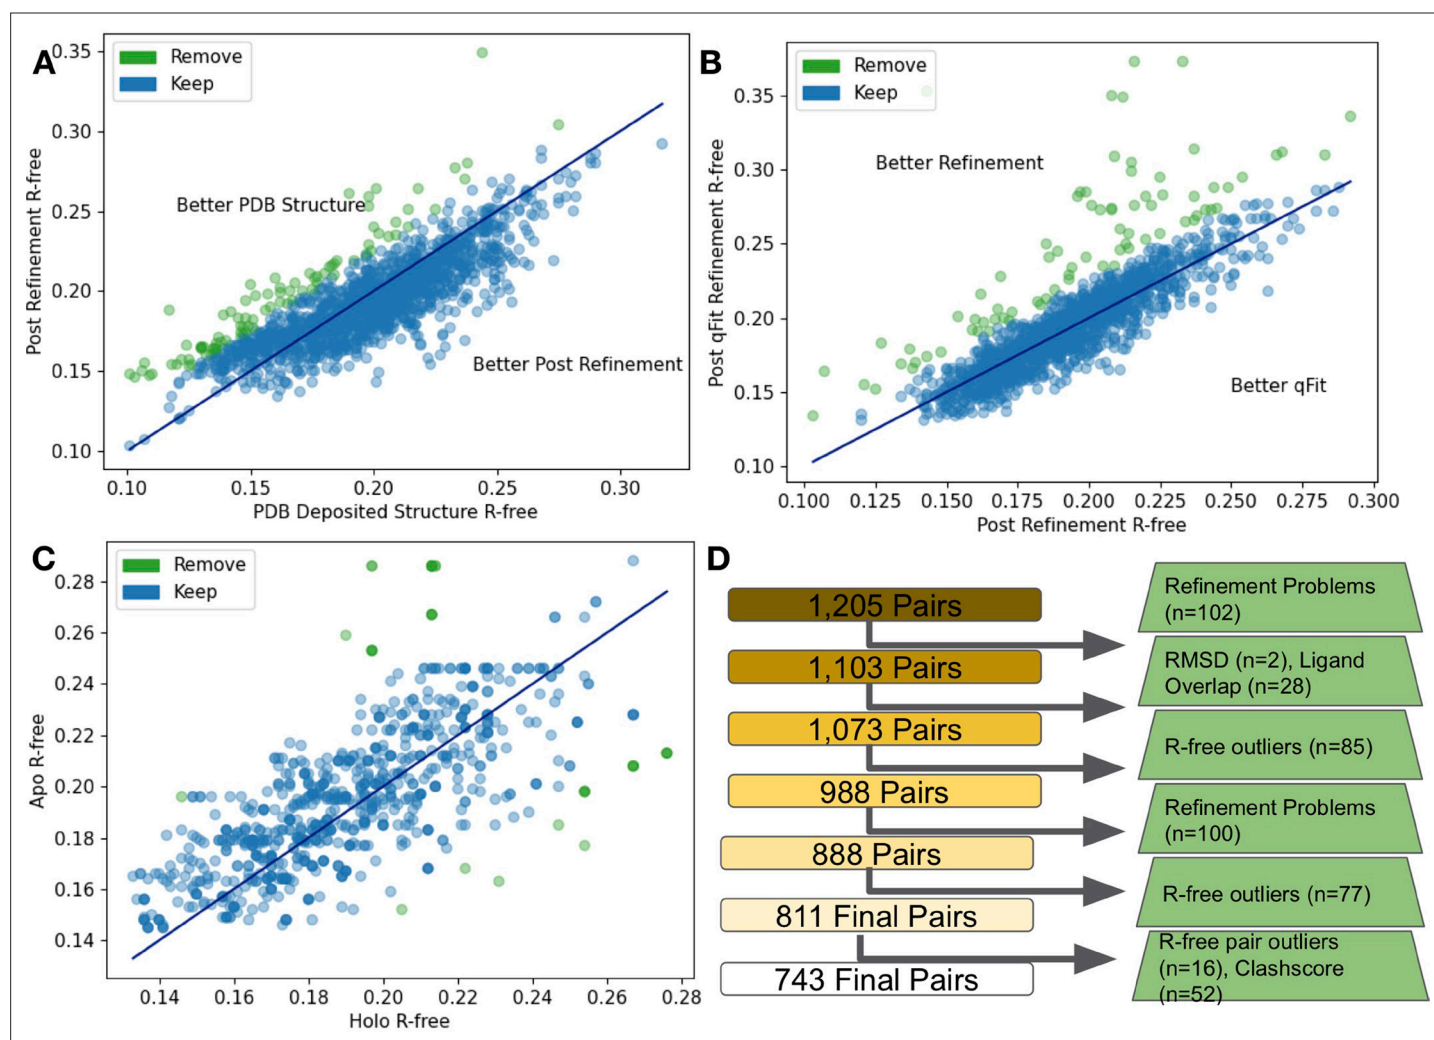 A
Remove
Keep
0.35
0.30
0.25
0.20
0.15
0.10
Post Refinement R-free
Better PDB Structure
Better Post Refinement
0.10
0.15
0.20
0.25
0.30
PDB Deposited Structure R-free
B
Remove
Keep
0.35
0.30
0.25
0.20
0.15
0.10
Post qFit Refinement R-free
Better Refinement
Better qFit
0.100
0.125
0.150
0.175
0.200
0.225
0.250
0.275
0.300
Post Refinement R-free
C
Remove
Keep
0.28
0.26
0.24
0.22
0.20
0.18
0.16
0.14
Apo R-free
0.14
0.16
0.18
0.20
0.22
0.24
0.26
0.28
Holo R-free
D
1,205 Pairs
Refinement Problems
(n=102)
1,103 Pairs
RMSD (n=2), Ligand
Overlap (n=28)
1,073 Pairs
R-free outliers (n=85)
988 Pairs
Refinement Problems
(n=100)
888 Pairs
R-free outliers (n=77)
811 Final Pairs
R-free pair outliers
(n=16), Clashscore
(n=52)
743 Final Pairs